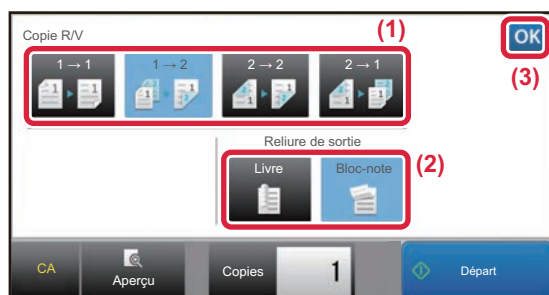 Copie R/V
(1)
OK
(3)
1 → 1
1 → 2
2 → 2
2 → 1
Reliure de sortie
Livre
Bloc-note
(2)
CA
Aperçu
Copies
1
Départ